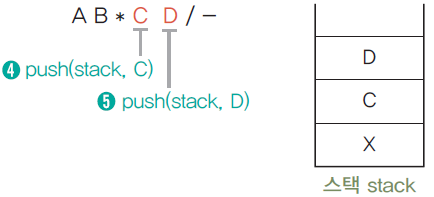 A B * C D / −
❹ push(stack, C)
❺ push(stack, D)
D
C
X
스택 stack